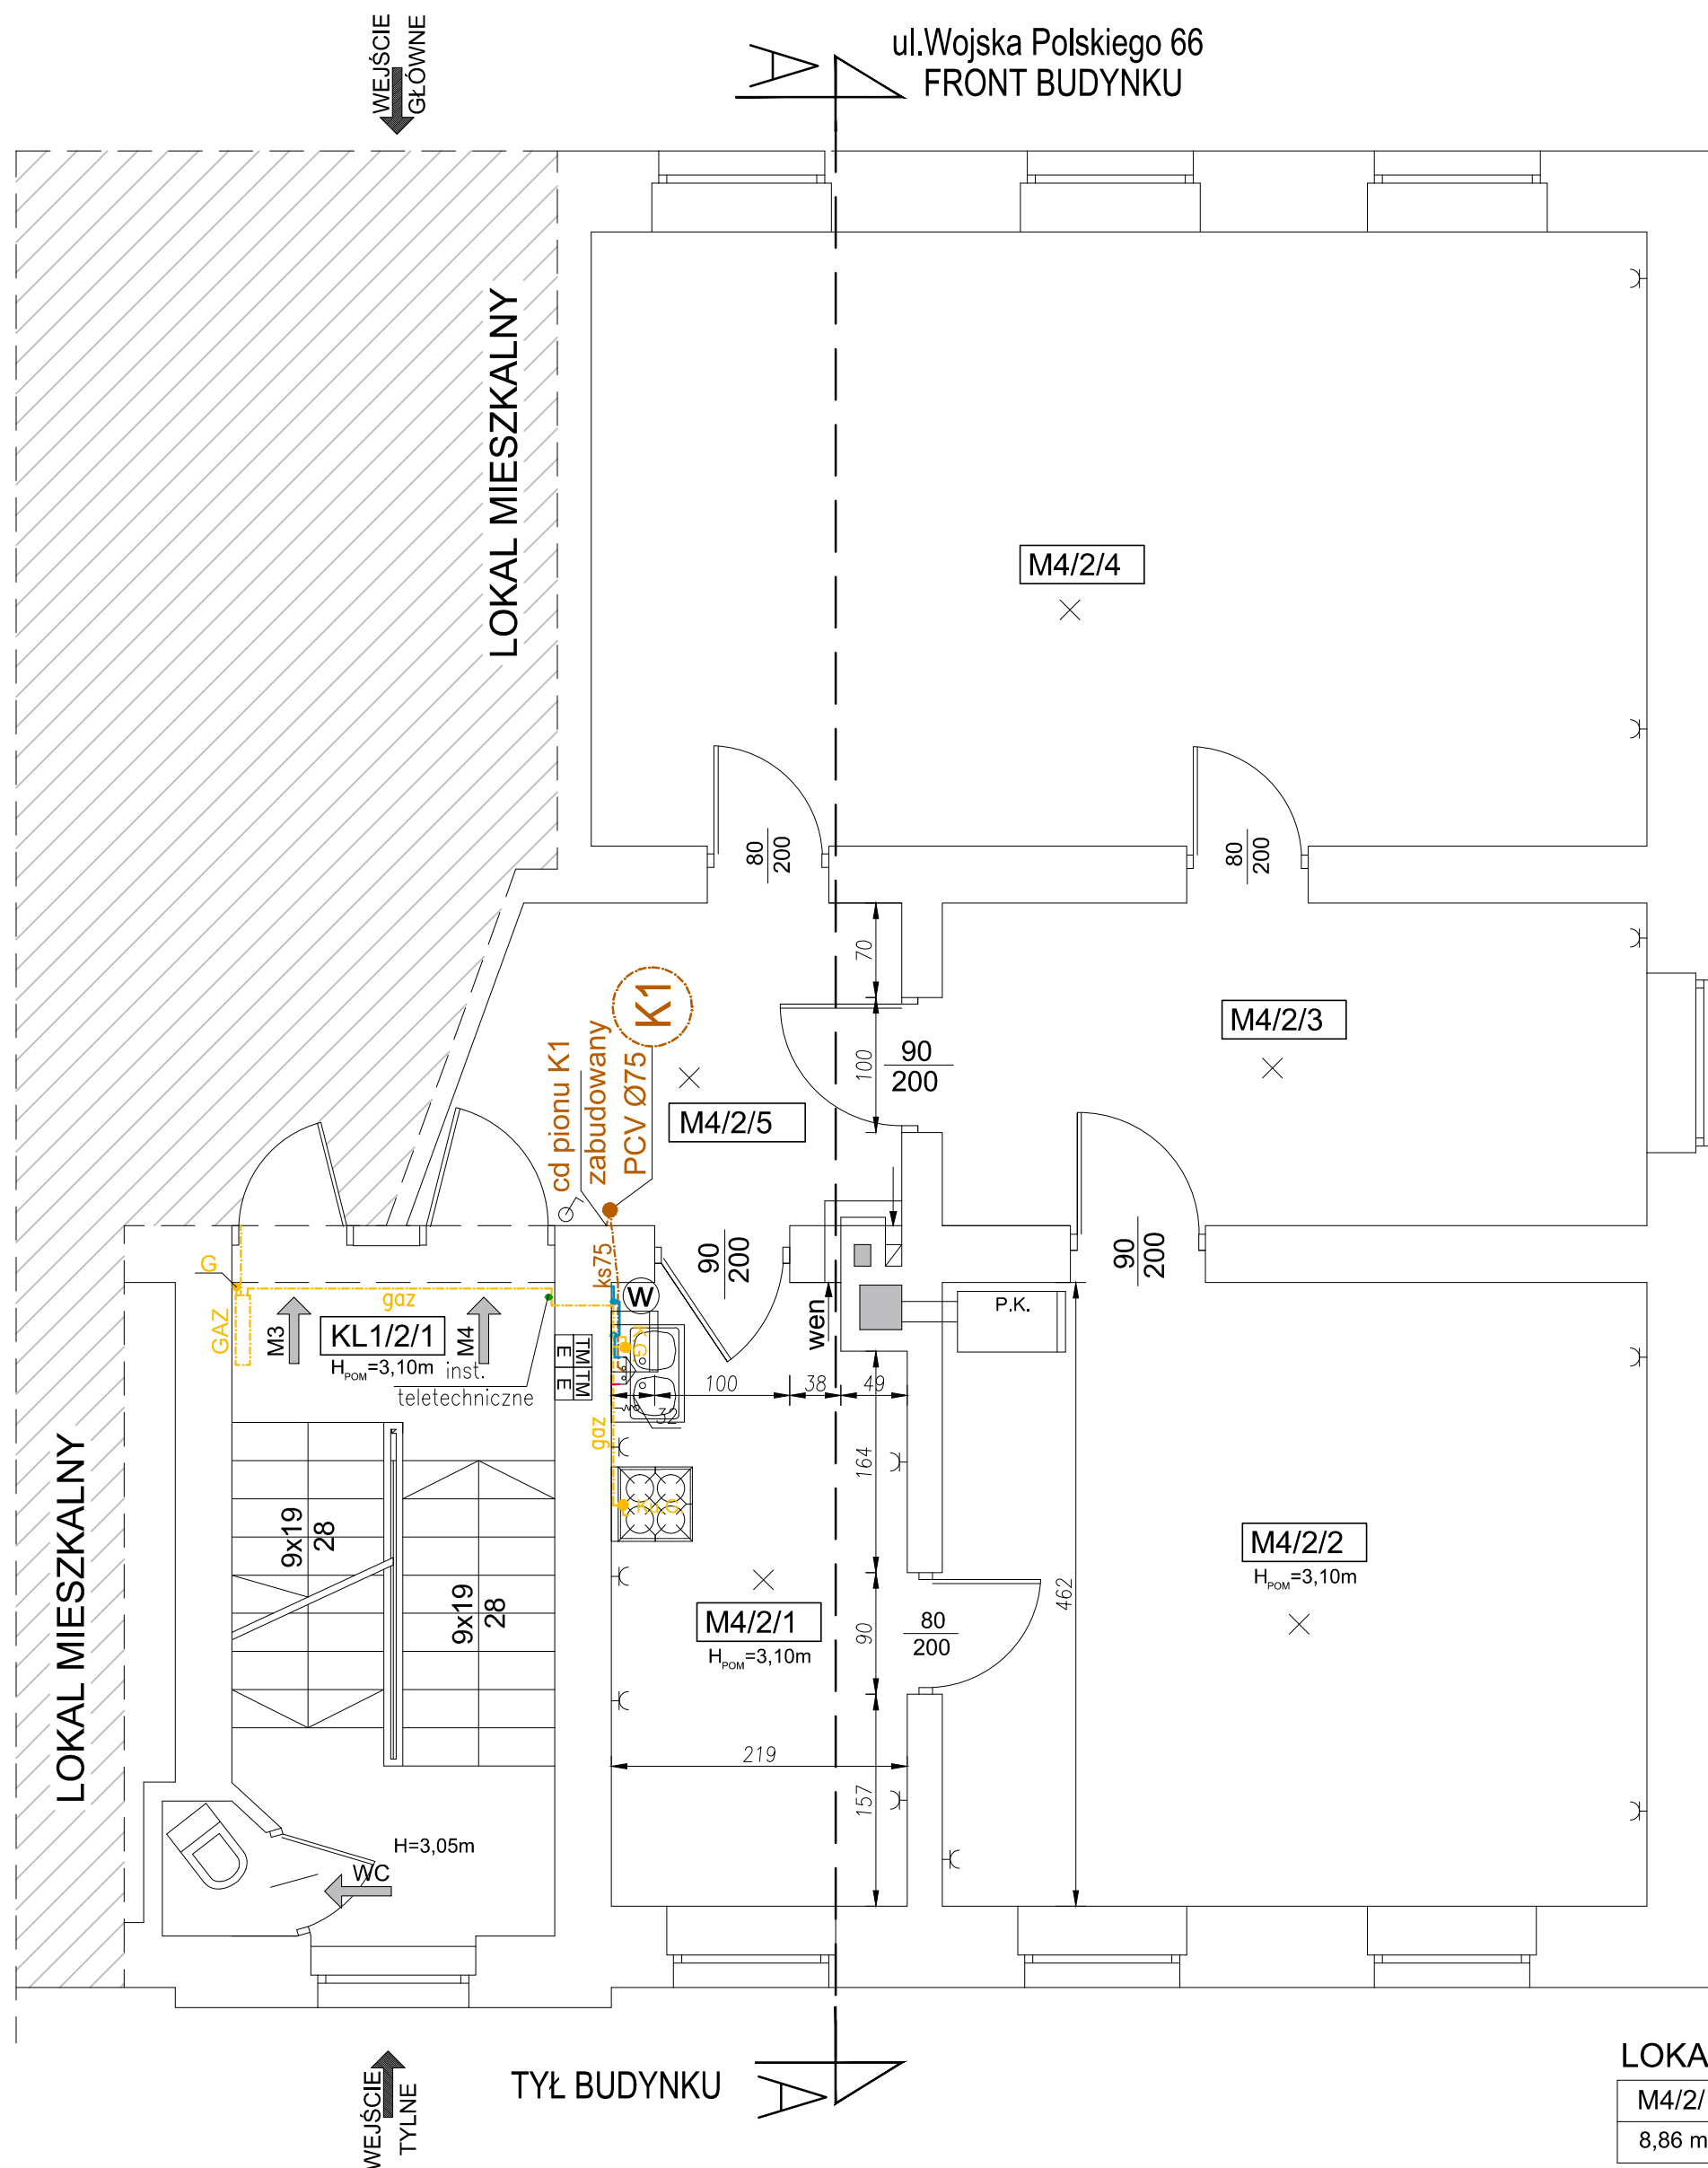 WEJŚCIE
GŁÓWNE
A
ul.Wojska Polskiego 66
FRONT BUDYNKU
LOKAL MIESZKALNY
M4/2/4
80
200
80
200
70
K1
cd pionu K1
zabudowany
PCV Ø75
100
90
200
M4/2/3
M4/2/5
ks75
90
200
90
200
G
GAZ
gaz
W
wen
P.K.
M3
KL1/2/1
M4
HPOM=3,10m
inst.
teletechniczne
TM TM
E E
G
32
100
38
49
gaz
164
LOKAL MIESZKALNY
9x19
28
9x19
28
Ku G
M4/2/2
HPOM=3,10m
462
M4/2/1
HPOM=3,10m
90
80
200
219
157
H=3,05m
WC
TYŁ BUDYNKU
A
WEJŚCIE
TYLNE
LOKA
M4/2/
8,86 m